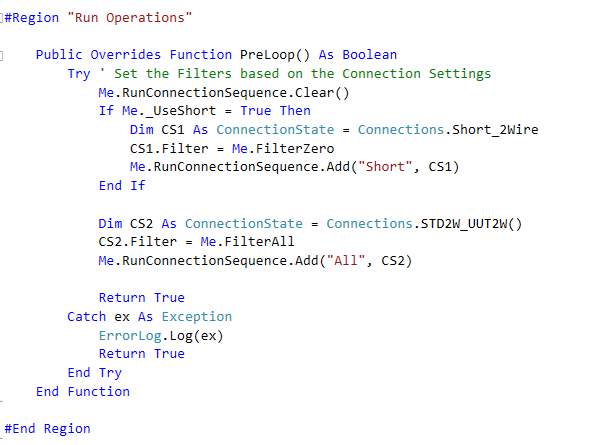 #Region "Run Operations"
Public Overrides Function PreLoop() As Boolean
Try ' Set the Filters based on the Connection Settings
Me.RunConnectionSequence.Clear()
If Me._UseShort = True Then
Dim CS1 As ConnectionState = Connections.Short_2Wire
CS1.Filter = Me.FilterZero
Me.RunConnectionSequence.Add("Short", CS1)
End If
Dim CS2 As ConnectionState = Connections.STD2W_UUT2W()
CS2.Filter = Me.FilterAll
Me.RunConnectionSequence.Add("All", CS2)
Return True
Catch ex As Exception
ErrorLog.Log(ex)
Return True
End Try
End Function
#End Region